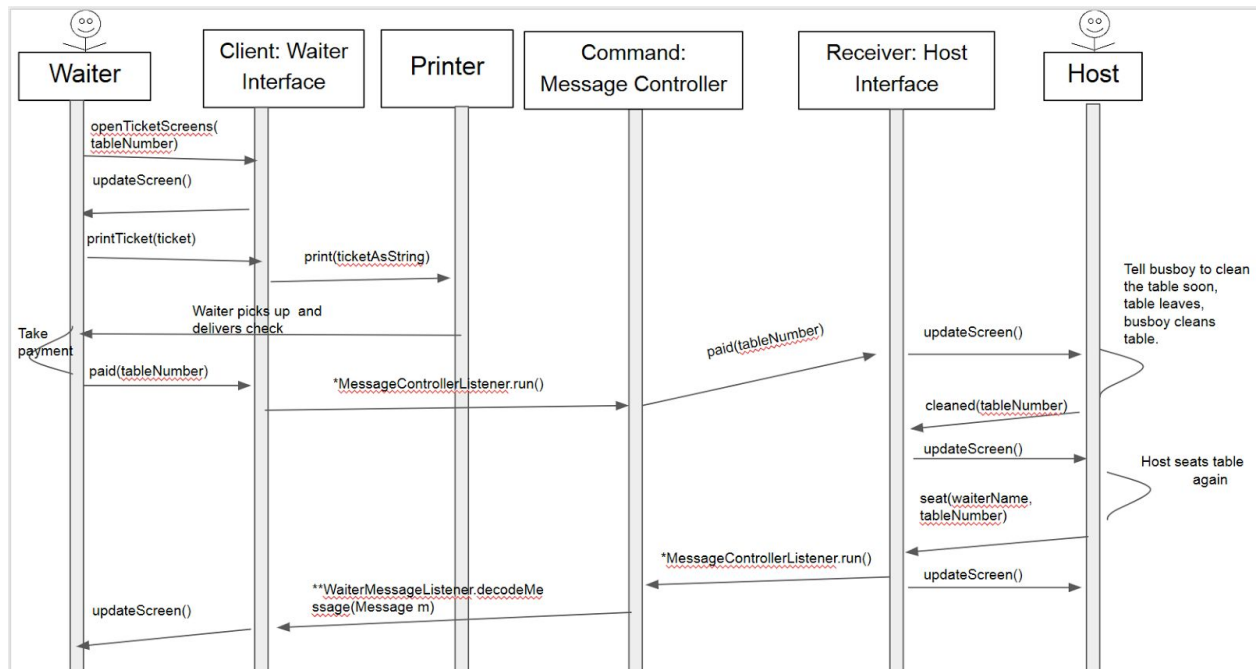 Waiter
Client: Waiter
Interface
Printer
Command:
Message Controller
Receiver: Host
Interface
Host
openTicketScreens(
tableNumber)
updateScreen()
printTicket(ticket)
print(ticketAsString)
Waiter picks up and
delivers check
Take
payment
paid(tableNumber)
*MessageControllerListener.run()
paid(tableNumber)
updateScreen()
Tell busboy to clean
the table soon,
table leaves,
busboy cleans
table.
cleaned(tableNumber)
updateScreen()
Host seats table
again
seat(waiterName,
tableNumber)
*MessageControllerListener.run()
updateScreen()
**WaiterMessageListener.decodeMe
ssage(Message m)
updateScreen()